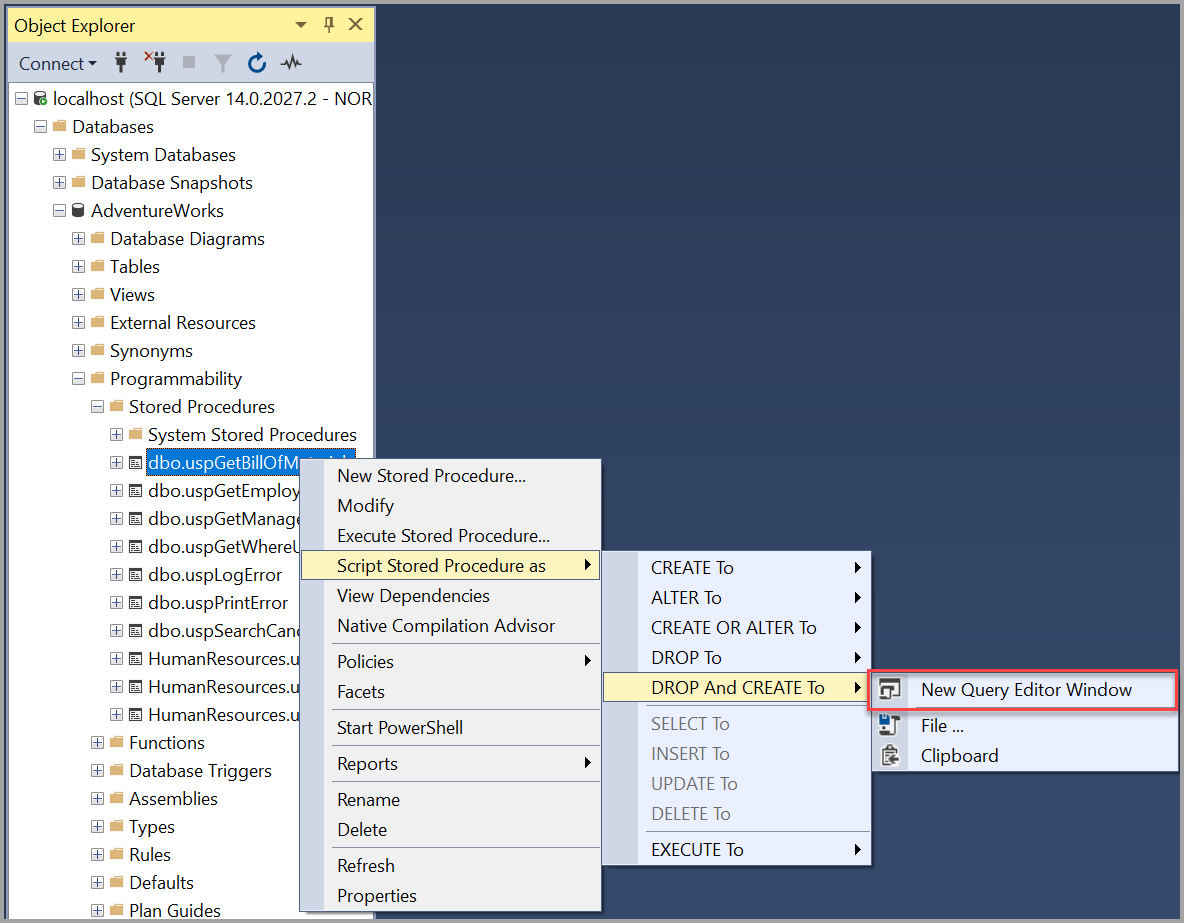 Object Explorer
Connect
localhost (SQL Server 14.0.2027.2 - NOR
Databases
System Databases
Database Snapshots
AdventureWorks
Database Diagrams
Tables
Views
External Resources
Synonyms
Programmability
Stored Procedures
System Stored Procedures
dbo.uspGetBillOfM
dbo.uspGetEmploy
dbo.uspGetManage
dbo.uspGetWhereU
dbo.uspLogError
dbo.uspPrintError
dbo.uspSearchCand
HumanResources.u
HumanResources.u
HumanResources.u
Functions
Database Triggers
Assemblies
Types
Rules
Defaults
Plan Guides
New Stored Procedure...
Modify
Execute Stored Procedure...
Script Stored Procedure as
View Dependencies
Native Compilation Advisor
Policies
Facets
Start PowerShell
Reports
Rename
Delete
Refresh
Properties
CREATE To
ALTER To
CREATE OR ALTER To
DROP To
DROP And CREATE To
SELECT To
INSERT To
UPDATE To
DELETE To
EXECUTE To
New Query Editor Window
File ...
Clipboard